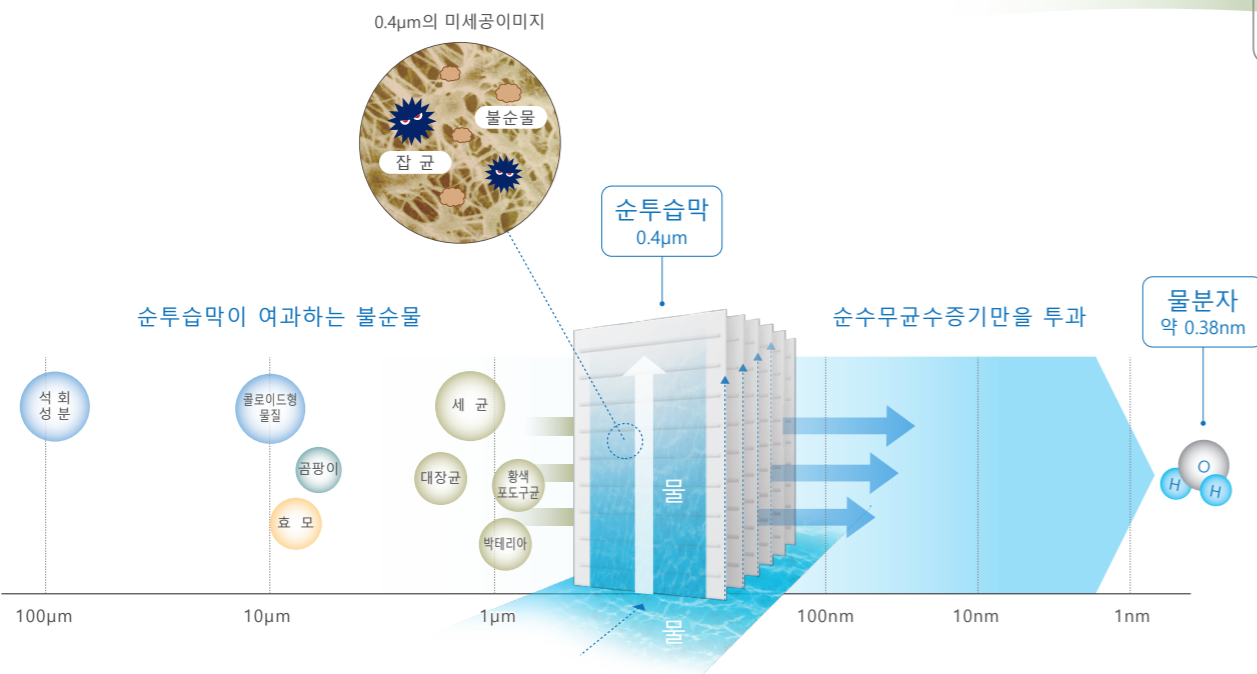 0.4µm의 미세공이미지
불순물
잡 균
순투습막
0.4µm
순투습막이 여과하는 불순물
순수무균수증기만을 투과
물분자
약 0.38nm
석 회
성 분
콜로이드형
물질
곰팡이
효 모
세 균
대장균
황색
포도구균
박테리아
물
물
O
H
H
100µm
10µm
1µm
100nm
10nm
1nm